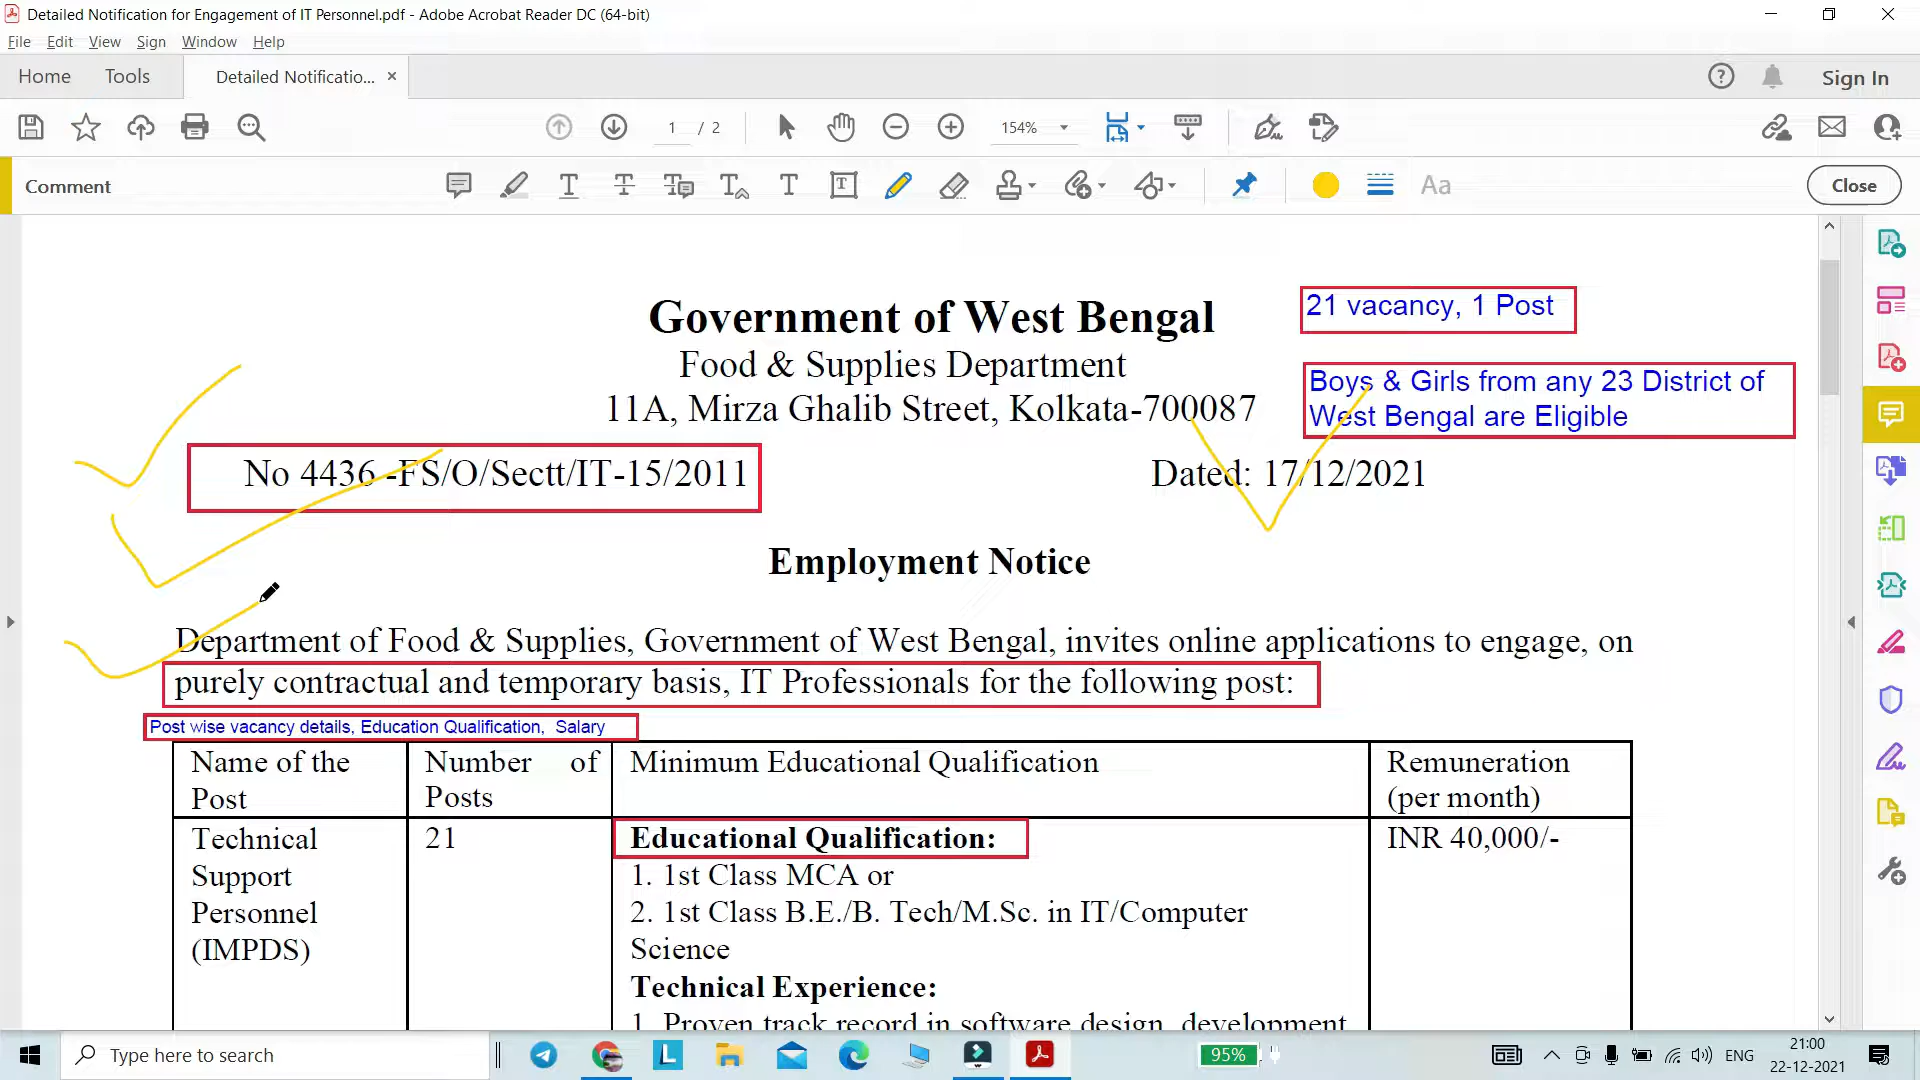 Detailed Notification for Engagement of IT Personnel.pdf - Adobe Acrobat Reader DC (64-bit)
File Edit View Sign Window Help
Home Tools Detailed Notificatio... × Sign In
1 / 2 154%
Comment Aa Close
Government of West Bengal
21 vacancy, 1 Post
Food & Supplies Department
Boys & Girls from any 23 District of
West Bengal are Eligible
11A, Mirza Ghalib Street, Kolkata-700087
No 4436 -FS/O/Sectt/IT-15/2011 Dated: 17/12/2021
Employment Notice
Department of Food & Supplies, Government of West Bengal, invites online applications to engage, on
purely contractual and temporary basis, IT Professionals for the following post:
Post wise vacancy details, Education Qualification, Salary
Name of the
Post
Number of
Posts
Minimum Educational Qualification
Remuneration
(per month)
Technical
Support
Personnel
(IMPDS)
21
Educational Qualification:
1. 1st Class MCA or
2. 1st Class B.E./B. Tech/M.Sc. in IT/Computer
Science
Technical Experience:
1. Proven track record in software design, development
INR 40,000/-
Type here to search
95%
ENG
21:00
22-12-2021